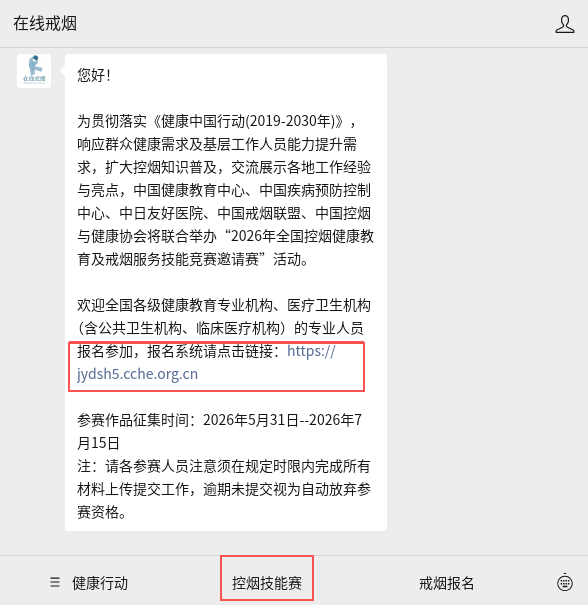 在线戒烟
在线戒烟
您好！
为贯彻落实《健康中国行动(2019-2030年)》，
响应群众健康需求及基层工作人员能力提升需
求，扩大控烟知识普及，交流展示各地工作经验
与亮点，中国健康教育中心、中国疾病预防控制
中心、中日友好医院、中国戒烟联盟、中国控烟
与健康协会将联合举办“2026年全国控烟健康教
育及戒烟服务技能竞赛邀请赛”活动。
欢迎全国各级健康教育专业机构、医疗卫生机构
（含公共卫生机构、临床医疗机构）的专业人员
报名参加，报名系统请点击链接：https://
jydsh5.cche.org.cn
参赛作品征集时间：2026年5月31日--2026年7
月15日
注：请各参赛人员注意须在规定时限内完成所有
材料上传提交工作，逾期未提交视为自动放弃参
赛资格。
健康行动
控烟技能赛
戒烟报名